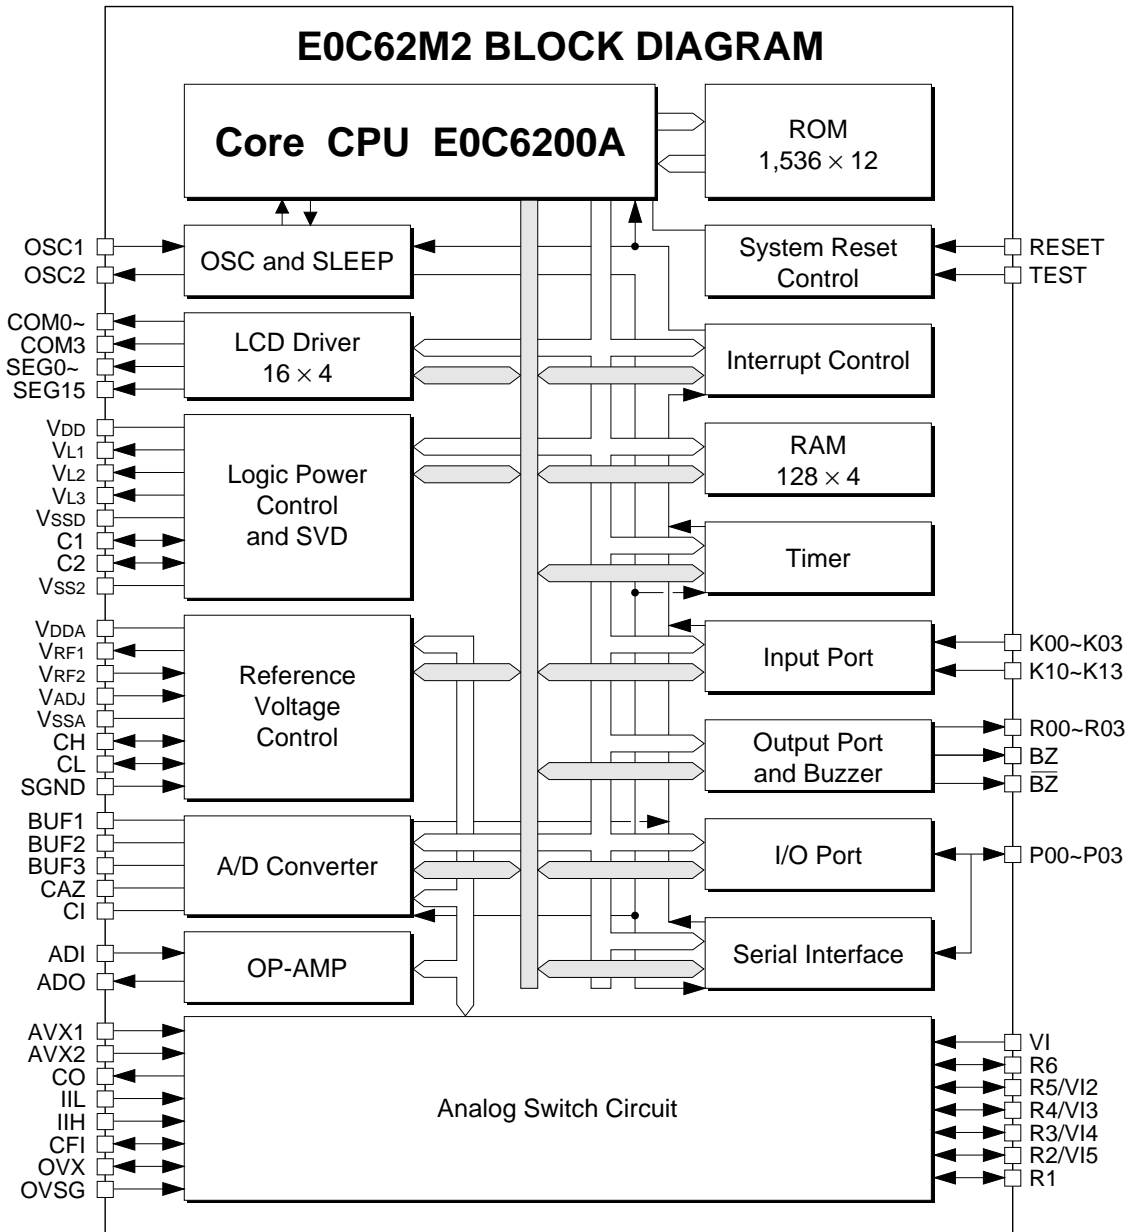 E0C62M2 BLOCK DIAGRAM
Core CPU E0C6200A
ROM
1,536 × 12
OSC1
OSC2
OSC and SLEEP
System Reset
Control
RESET
TEST
COM0~
COM3
SEG0~
SEG15
LCD Driver
16 × 4
Interrupt Control
VDD
VL1
VL2
VL3
VSSD
C1
C2
VSS2
Logic Power
Control
and SVD
RAM
128 × 4
Timer
VDDA
VRF1
VRF2
VADJ
VSSA
CH
CL
SGND
Reference
Voltage
Control
Input Port
K00~K03
K10~K13
Output Port
and Buzzer
R00~R03
BZ
B̅Z̅
BUF1
BUF2
BUF3
CAZ
CI
A/D Converter
I/O Port
P00~P03
ADI
ADO
OP-AMP
Serial Interface
AVX1
AVX2
CO
IIL
IIH
CFI
OVX
OVSG
Analog Switch Circuit
VI
R6
R5/VI2
R4/VI3
R3/VI4
R2/VI5
R1